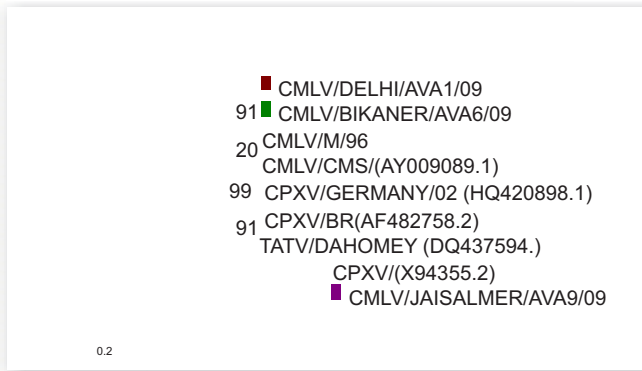 CMLV/DELHI/AVA1/09
91 CMLV/BIKANER/AVA6/09
CMLV/M/96
20
CMLV/CMS/(AY009089.1)
99 CPXV/GERMANY/02 (HQ420898.1)
CPXV/BR(AF482758.2)
91
TATV/DAHOMEY (DQ437594.)
CPXV/(X94355.2)
CMLV/JAISALMER/AVA9/09
0.2